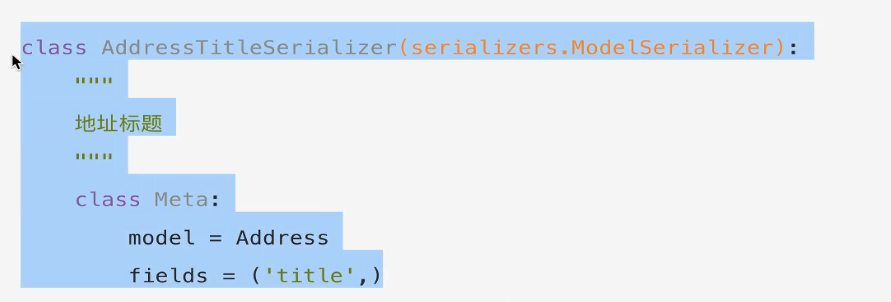 class AddressTitleSerializer(serializers.ModelSerializer):
    """
    地址标题
    """
    class Meta:
        model = Address
        fields = ('title',)